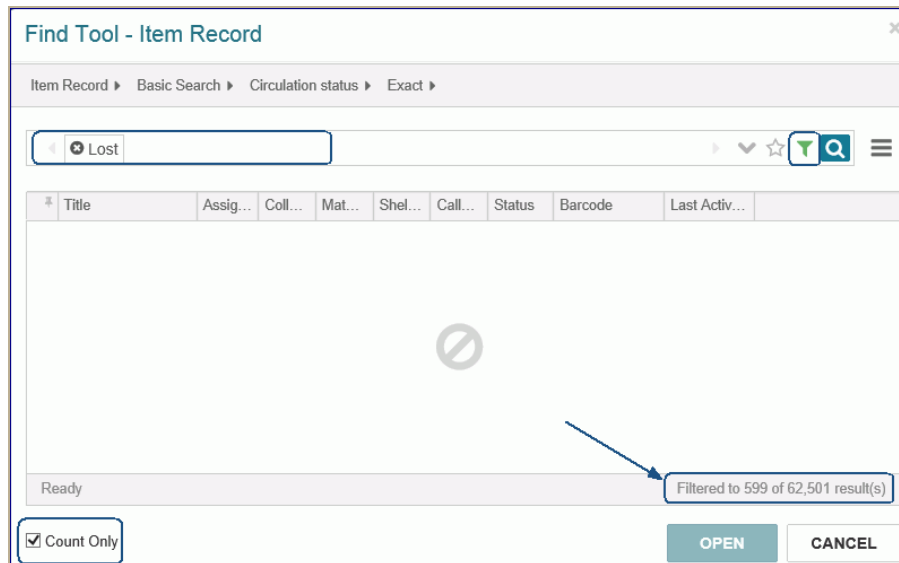 Find Tool - Item Record
Item Record Basic Search Circulation status Exact
Lost
Title Assig... Coll... Mat... Shel... Call... Status Barcode Last Activ...
Ready Filtered to 599 of 62,501 result(s)
Count Only OPEN CANCEL